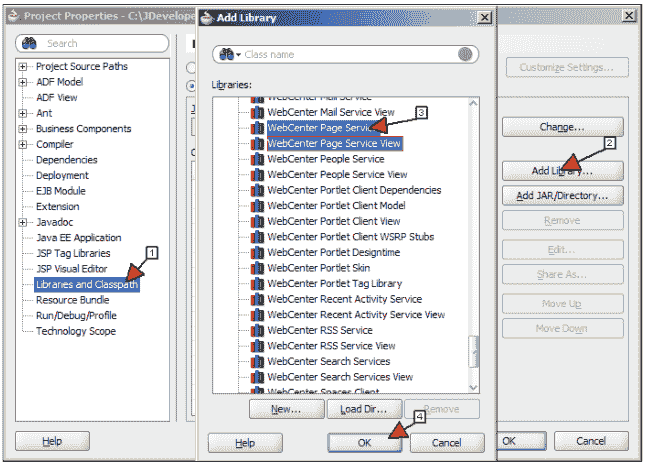 Project Properties - C:\JDevelope
Search
Project Source Paths
ADF Model
ADF View
Ant
Business Components
Compiler
Dependencies
Deployment
EJB Module
Extension
Javadoc
Java EE Application
JSP Tag Libraries
JSP Visual Editor
1
Libraries and Classpath
Resource Bundle
Run/Debug/Profile
Technology Scope
Help
Add Library
Class name
Libraries:
WebCenter Mail Service
WebCenter Mail Service View
3
WebCenter Page Servic
WebCenter Page Service View
WebCenter People Service
WebCenter People Service View
WebCenter Portlet Client Dependencies
WebCenter Portlet Client Model
WebCenter Portlet Client View
WebCenter Portlet Client WSRP Stubs
WebCenter Portlet Designtime
WebCenter Portlet Skin
WebCenter Portlet Tag Library
WebCenter Recent Activity Service
WebCenter Recent Activity Service View
WebCenter RSS Service
WebCenter RSS Service View
WebCenter Search Services
WebCenter Search Services View
WebCenter Spaces Client
New... Load Dir... Remove
4
Help OK Cancel
Customize Settings...
Change...
2
Add Library...
Add JAR/Directory...
Remove
Edit...
Share As...
Move Up
Move Down
OK Cancel